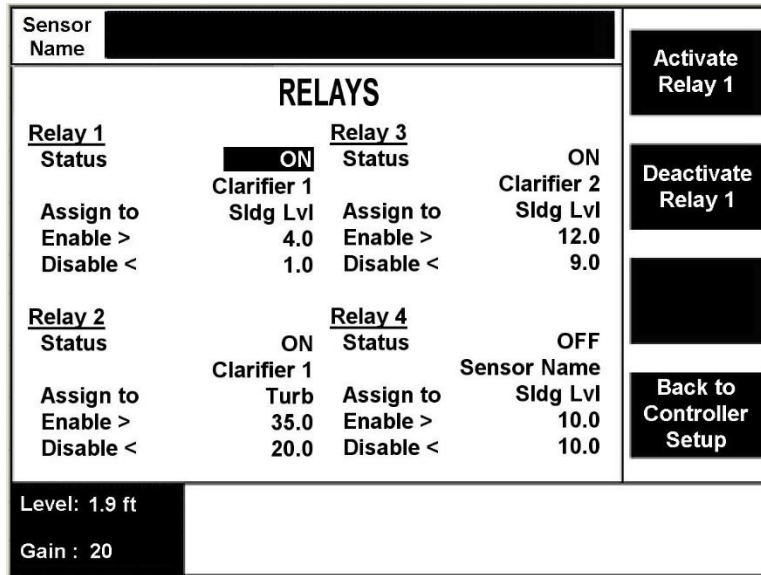 Sensor
Name
RELAYS
Relay 1
Status ON
Clarifier 1
Assign to Sldg Lvl
Enable > 4.0
Disable < 1.0
Relay 3
Status ON
Clarifier 2
Assign to Sldg Lvl
Enable > 12.0
Disable < 9.0
Relay 2
Status ON
Clarifier 1
Assign to Turb
Enable > 35.0
Disable < 20.0
Relay 4
Status OFF
Sensor Name
Assign to Sldg Lvl
Enable > 10.0
Disable < 10.0
Activate
Relay 1
Deactivate
Relay 1
Back to
Controller
Setup
Level: 1.9 ft
Gain : 20